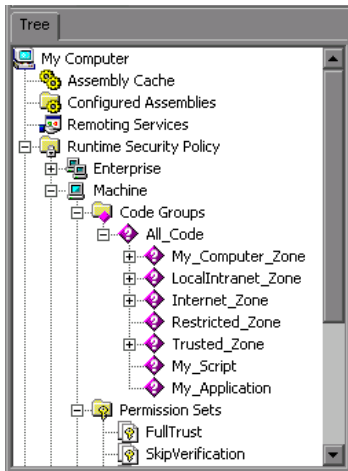 Tree
My Computer
Assembly Cache
Configured Assemblies
Remoting Services
Runtime Security Policy
Enterprise
Machine
Code Groups
All_Code
My_Computer_Zone
LocalIntranet_Zone
Internet_Zone
Restricted_Zone
Trusted_Zone
My_Script
My_Application
Permission Sets
FullTrust
SkipVerification